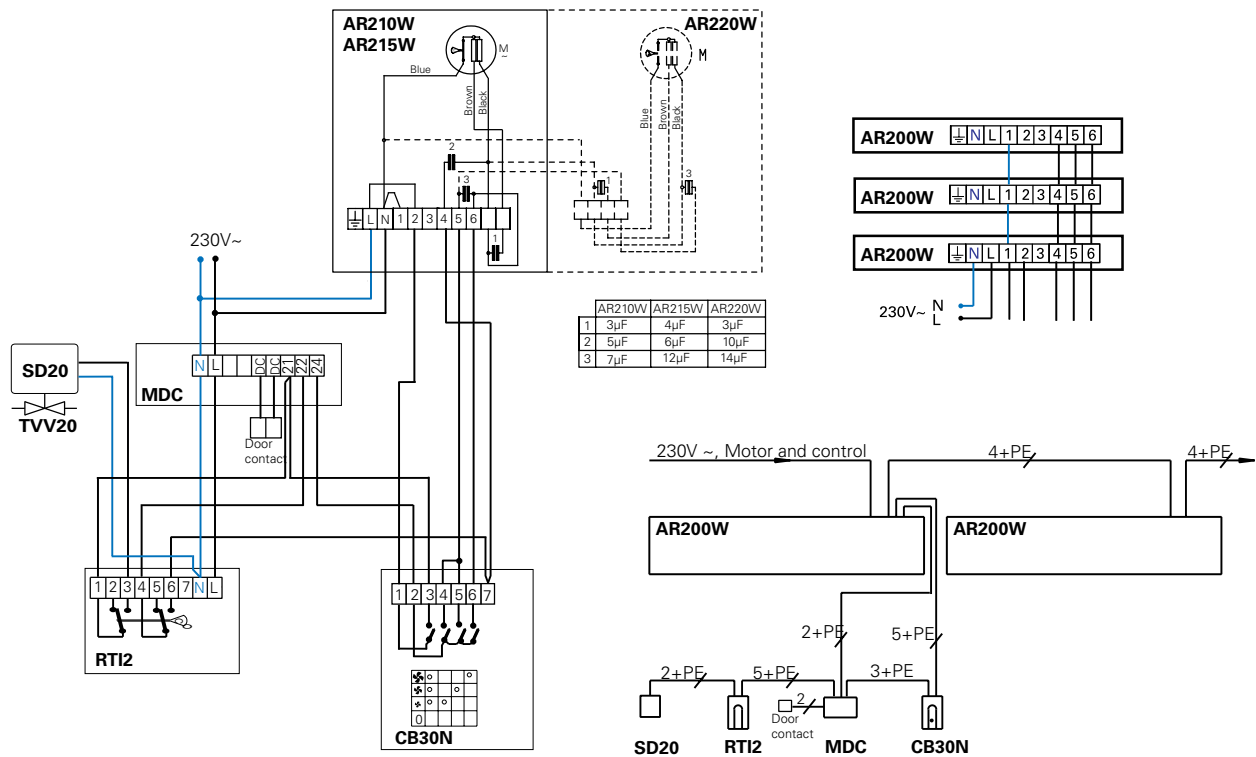 AR210W
AR215W
AR220W
M
~
M
Blue
Brown
Black
Blue
Brown
Black
2
3
1
1
3
L N 1 2 3 4 5 6
230V~
AR210W AR215W AR220W
1 3µF 4µF 3µF
2 5µF 6µF 10µF
3 7µF 12µF 14µF
AR200W N L 1 2 3 4 5 6
AR200W N L 1 2 3 4 5 6
AR200W N L 1 2 3 4 5 6
230V~ N
L
SD20
TVV20
N L DC DC 21 22 24
MDC
Door
contact
1 2 3 4 5 6 7 N L
RTI2
1 2 3 4 5 6 7
0
CB30N
230V ~, Motor and control
4+PE
4+PE
AR200W
AR200W
2+PE
5+PE
2+PE
5+PE
3+PE
2
Door
contact
SD20
RTI2
MDC
CB30N